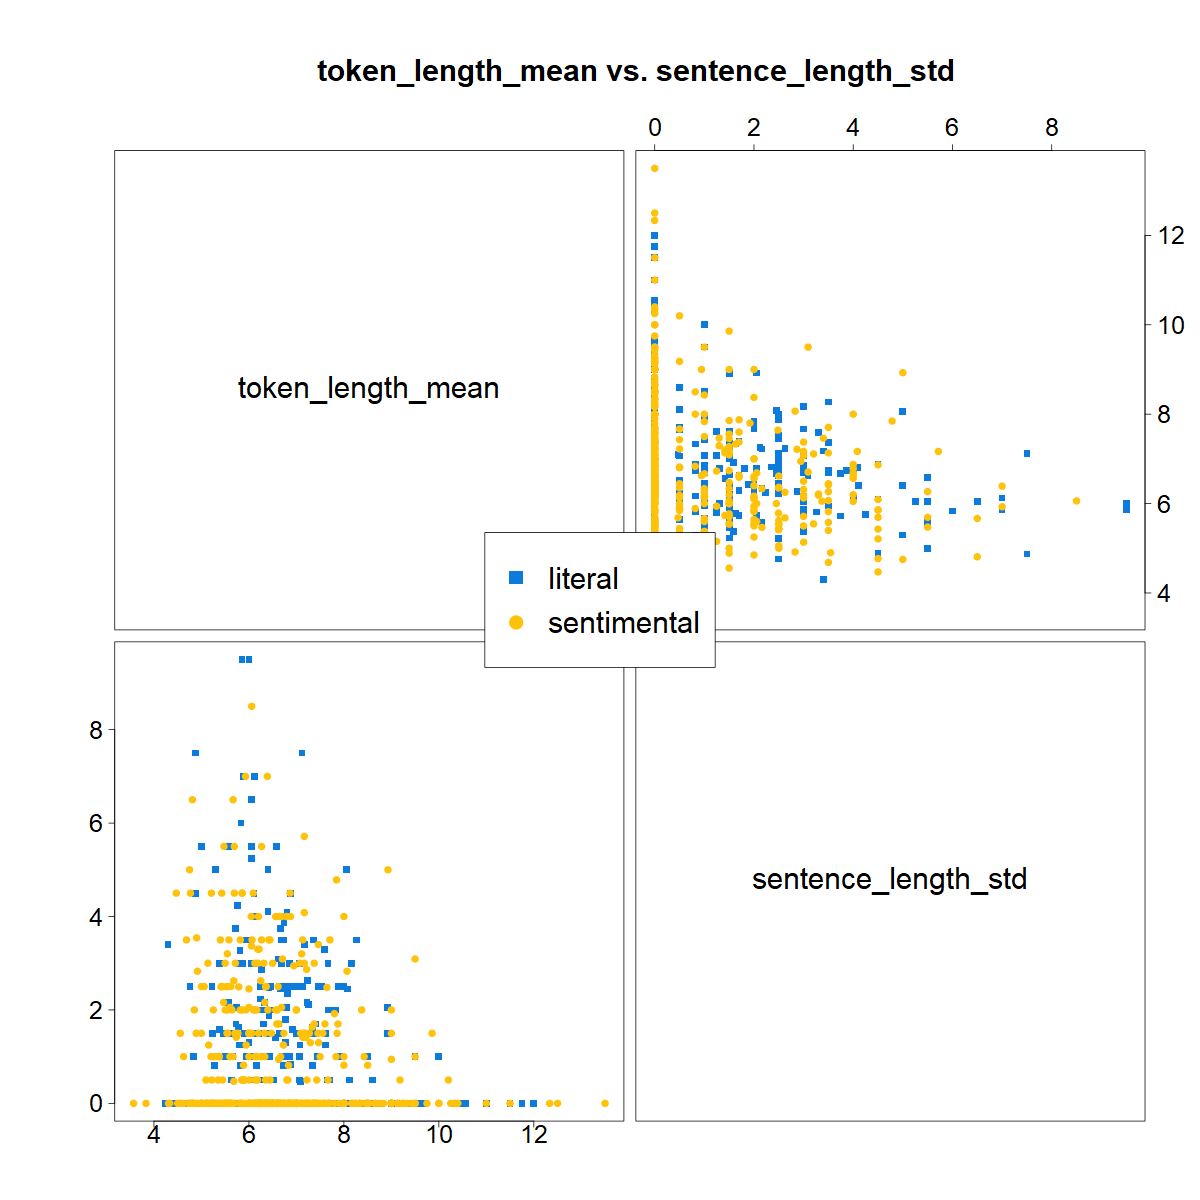 token_length_mean vs. sentence_length_std
0 2 4 6 8
token_length_mean
12
10
8
6
4
literal
sentimental
8
6
4
2
0
sentence_length_std
4 6 8 10 12